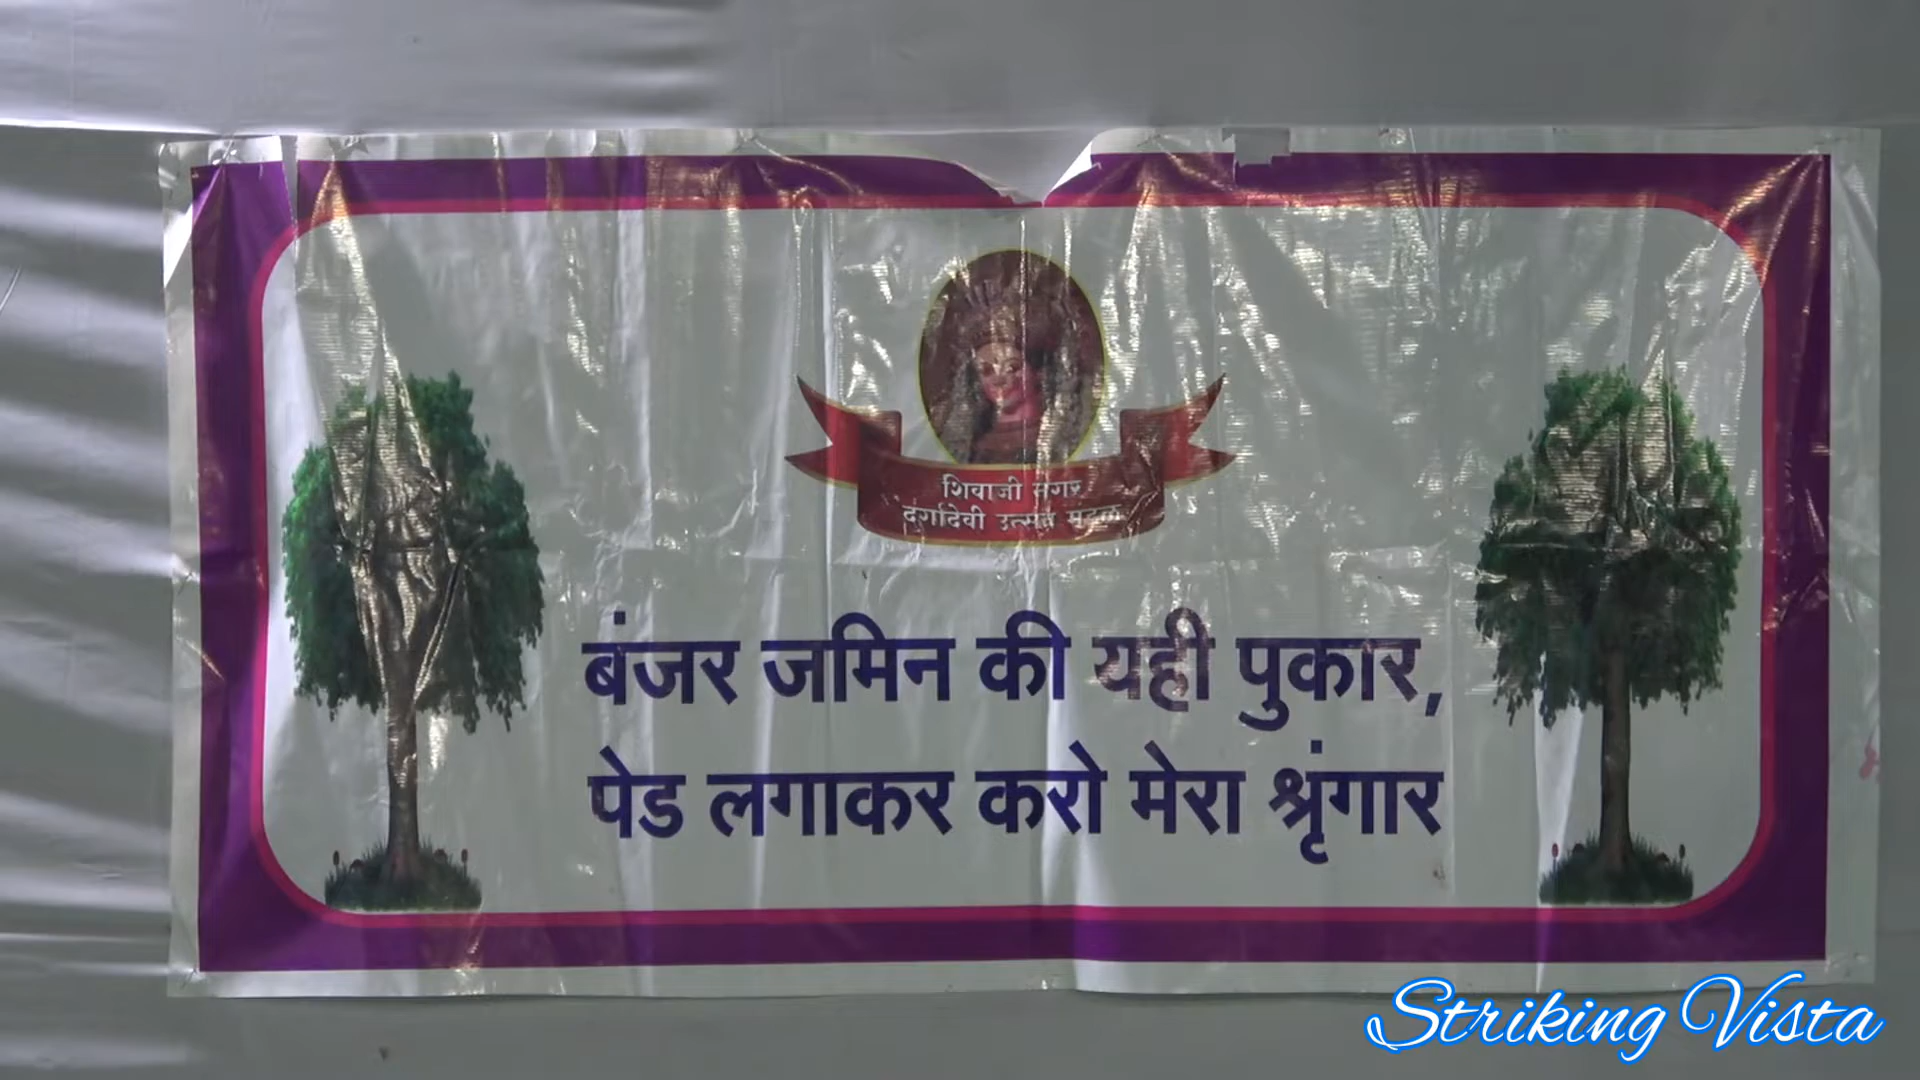 शिवाजी नगर
दुर्गादेवी उत्सव मंडळ
बंजर जमिन की यही पुकार,
पेड लगाकर करो मेरा श्रृंगार
Striking Vista